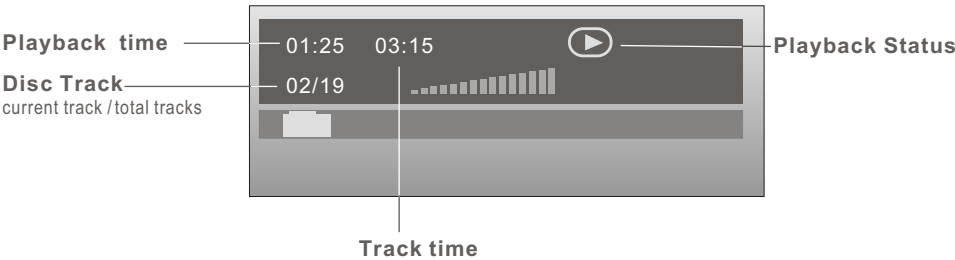 Playback time
01:25 03:15
Playback Status
Disc Track
02/19
current track / total tracks
Track time